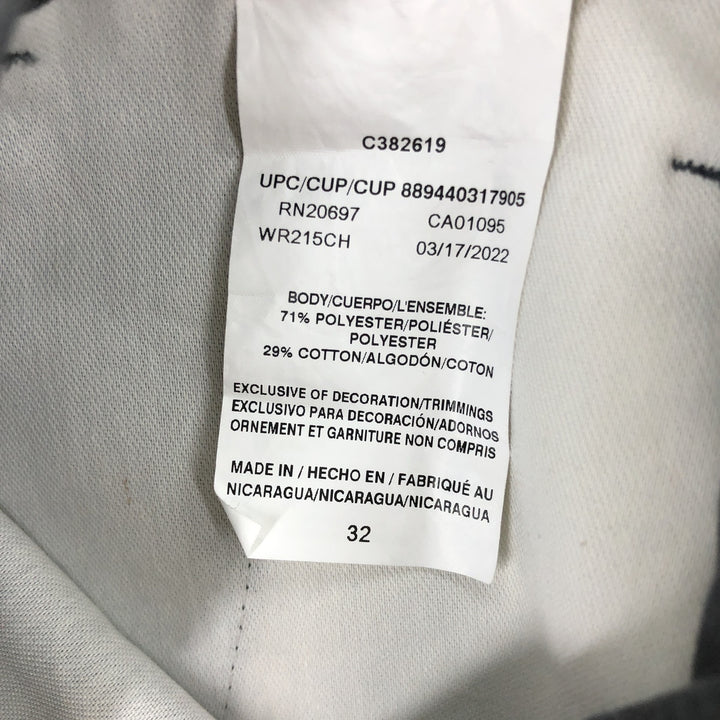 C382619
UPC/CUP/CUP 889440317905
RN20697 CA01095
WR215CH 03/17/2022
BODY/CUERPO/L'ENSEMBLE:
71% POLYESTER/POLIÉSTER/
POLYESTER
29% COTTON/ALGODÓN/COTON
EXCLUSIVE OF DECORATION/TRIMMINGS
EXCLUSIVO PARA DECORACIÓN/ADORNOS
ORNEMENT ET GARNITURE NON COMPRIS
MADE IN / HECHO EN / FABRIQUÉ AU
NICARAGUA/NICARAGUA/NICARAGUA
32